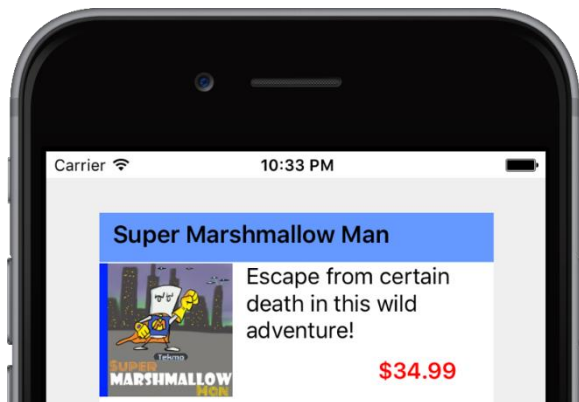 Carrier 10:33 PM
Super Marshmallow Man
Escape from certain
death in this wild
adventure!
Tekmo
SUPER
MARSHMALLOW
MAN
$34.99